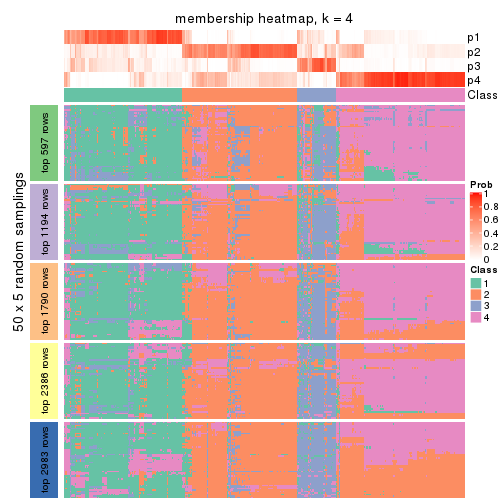 membership heatmap, k = 4
p1
p2
p3
p4
Class
50 x 5 random samplings
top 597 rows
top 1194 rows
top 1790 rows
top 2386 rows
top 2983 rows
Prob
1
0.8
0.6
0.4
0.2
0
Class
1
2
3
4